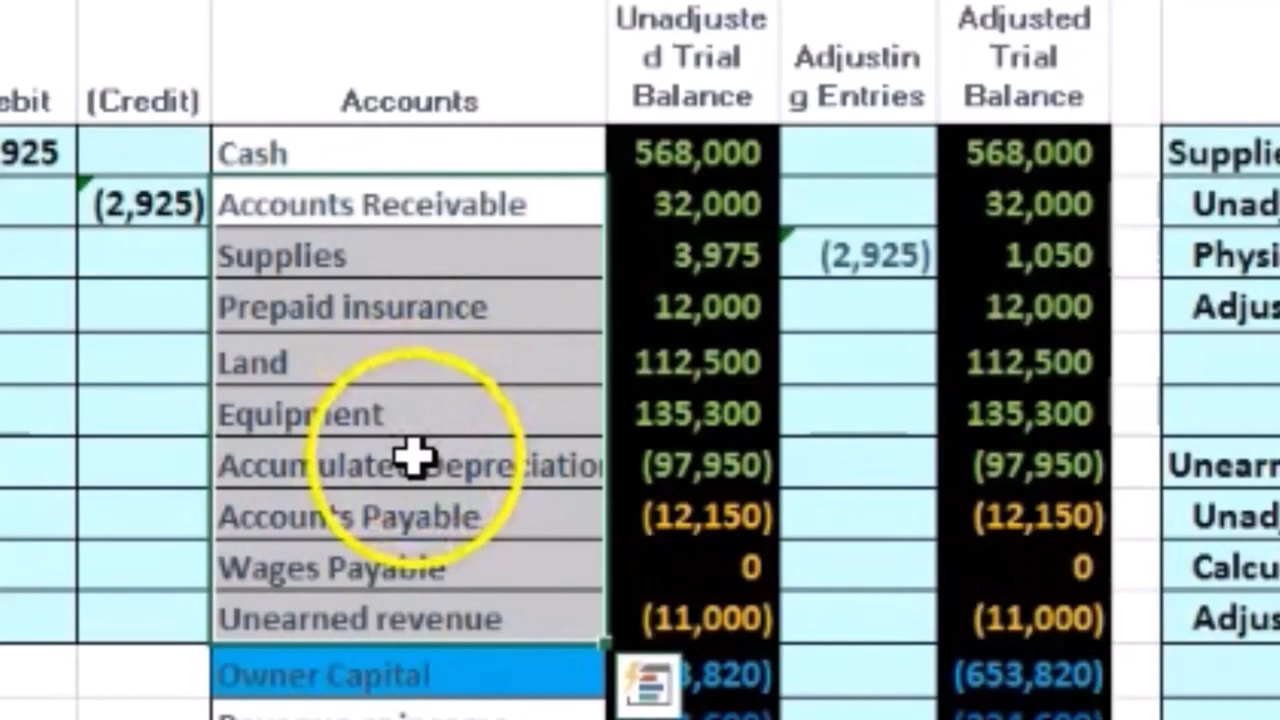 Unadjuste Adjusted
d Trial Adjustin Trial
ebit (Credit) Accounts Balance g Entries Balance
925 Cash 568,000 568,000 Supplie
(2,925) Accounts Receivable 32,000 32,000 Unad
Supplies 3,975 (2,925) 1,050 Physi
Prepaid insurance 12,000 12,000 Adjus
Land 112,500 112,500
Equipment 135,300 135,300
Accumulated Depreciation (97,950) (97,950) Unearn
Accounts Payable (12,150) (12,150) Unad
Wages Payable 0 0 Calcu
Unearned revenue (11,000) (11,000) Adjus
Owner Capital 3,820) (653,820)